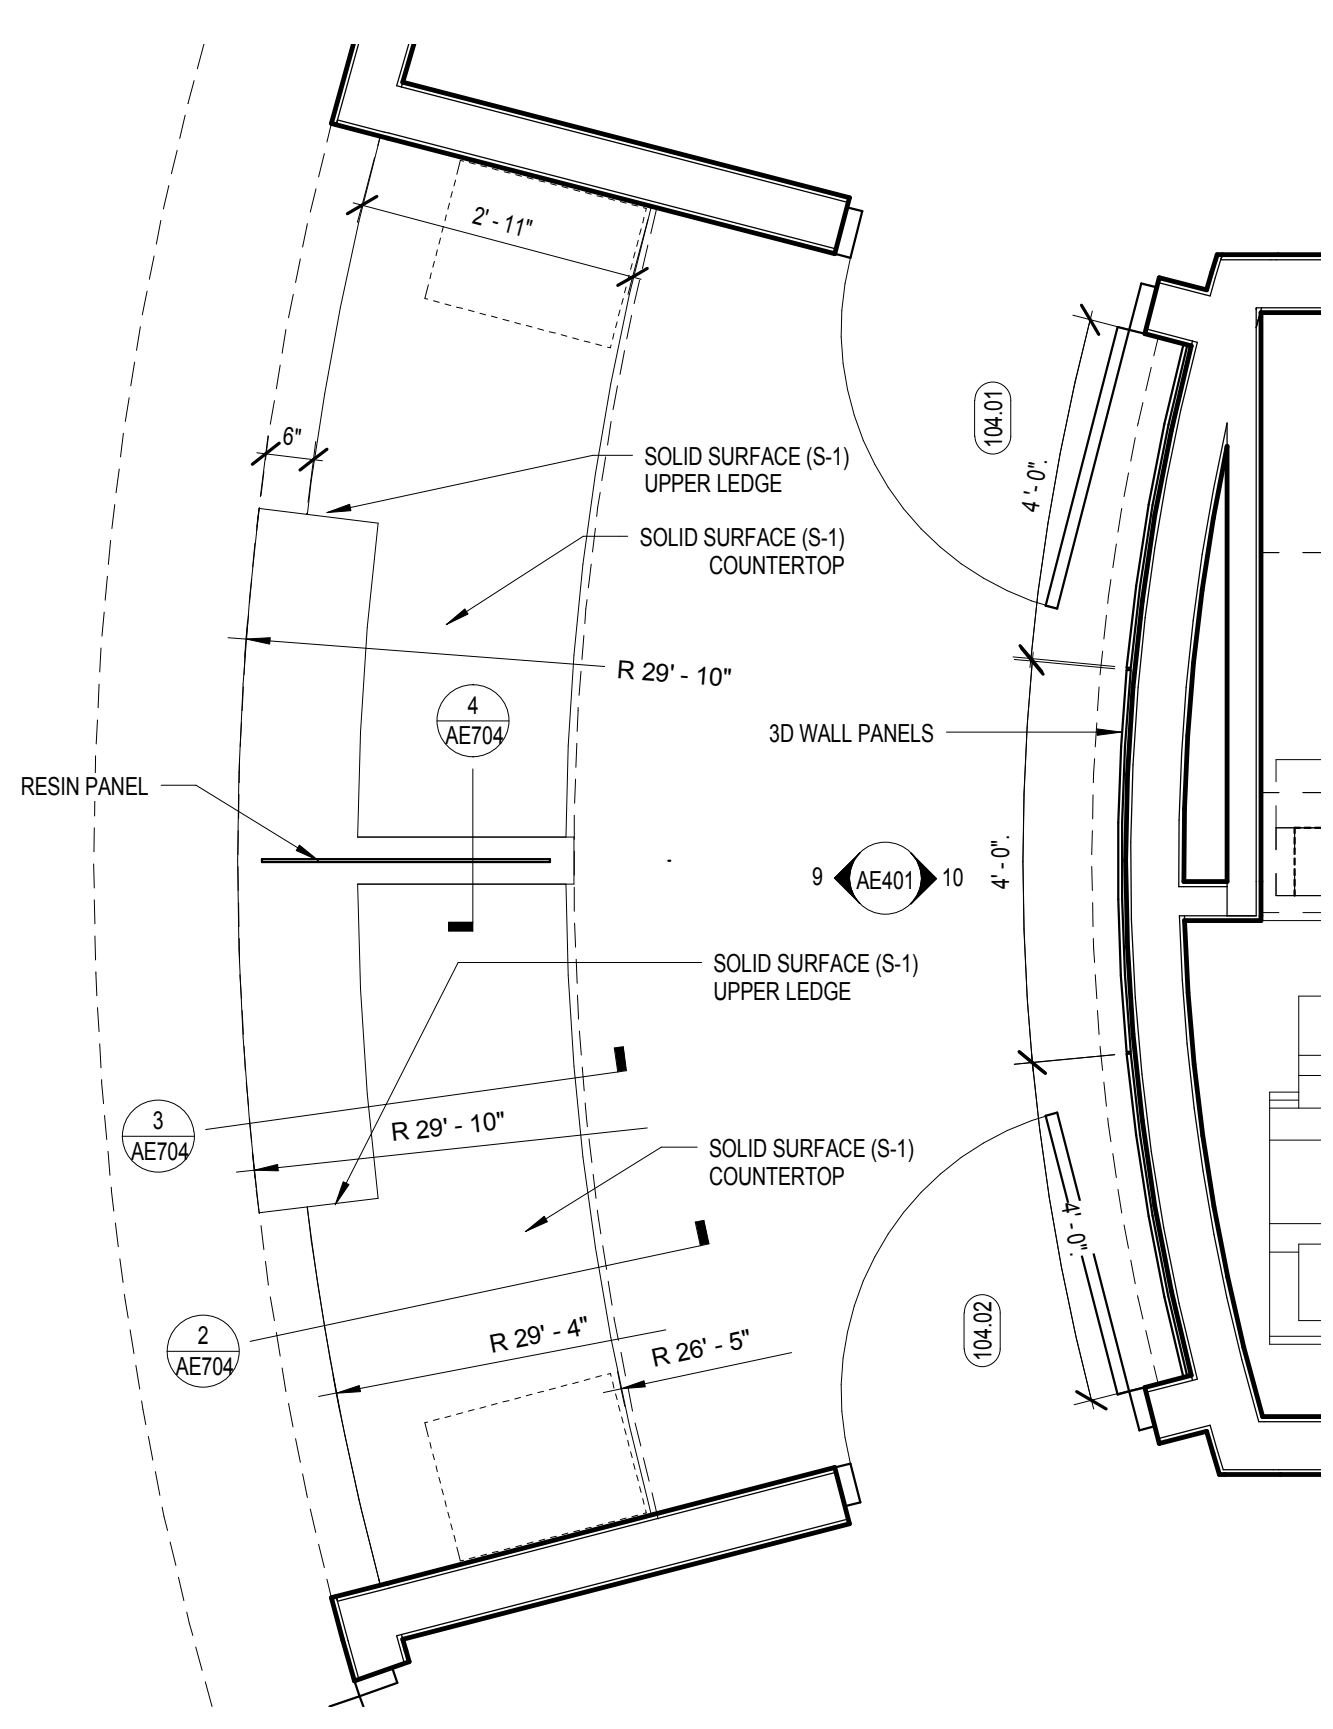 2' - 11"
6"
104.01
4 '- 0".
SOLID SURFACE (S-1)
UPPER LEDGE
SOLID SURFACE (S-1)
COUNTERTOP
R 29' - 10"
4
AE704
3D WALL PANELS
RESIN PANEL
9
AE401
10
4' - 0".
SOLID SURFACE (S-1)
UPPER LEDGE
3
AE704
R 29' - 10"
SOLID SURFACE (S-1)
COUNTERTOP
4' - 0".
2
AE704
R 29' - 4"
R 26' - 5"
104.02